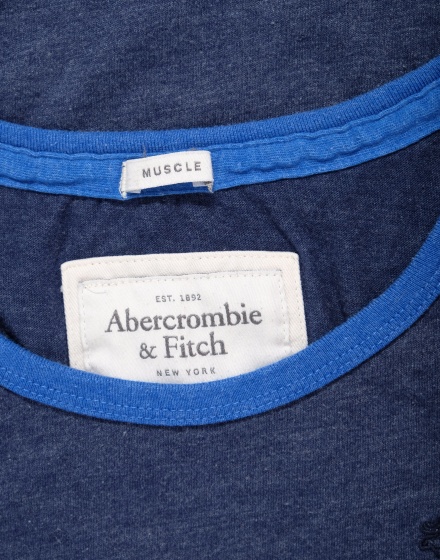 MUSCLE
EST. 1892
Abercrombie
& Fitch
NEW YORK